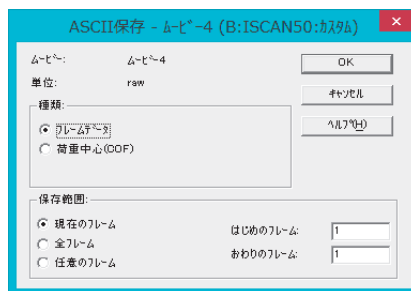 ASCII保存 - ﾑｰﾋﾞｰ4 (B:ISCAN50:ｶｽﾀﾑ)
ﾑｰﾋﾞｰ: ﾑｰﾋﾞｰ4
単位: raw
OK
ｷｬﾝｾﾙ
ﾍﾙﾌﾟ(H)
種類:
ﾌﾚｰﾑﾃﾞｰﾀ
荷重中心(COF)
保存範囲:
現在のﾌﾚｰﾑ
全ﾌﾚｰﾑ
任意のﾌﾚｰﾑ
はじめのﾌﾚｰﾑ: 1
おわりのﾌﾚｰﾑ: 1